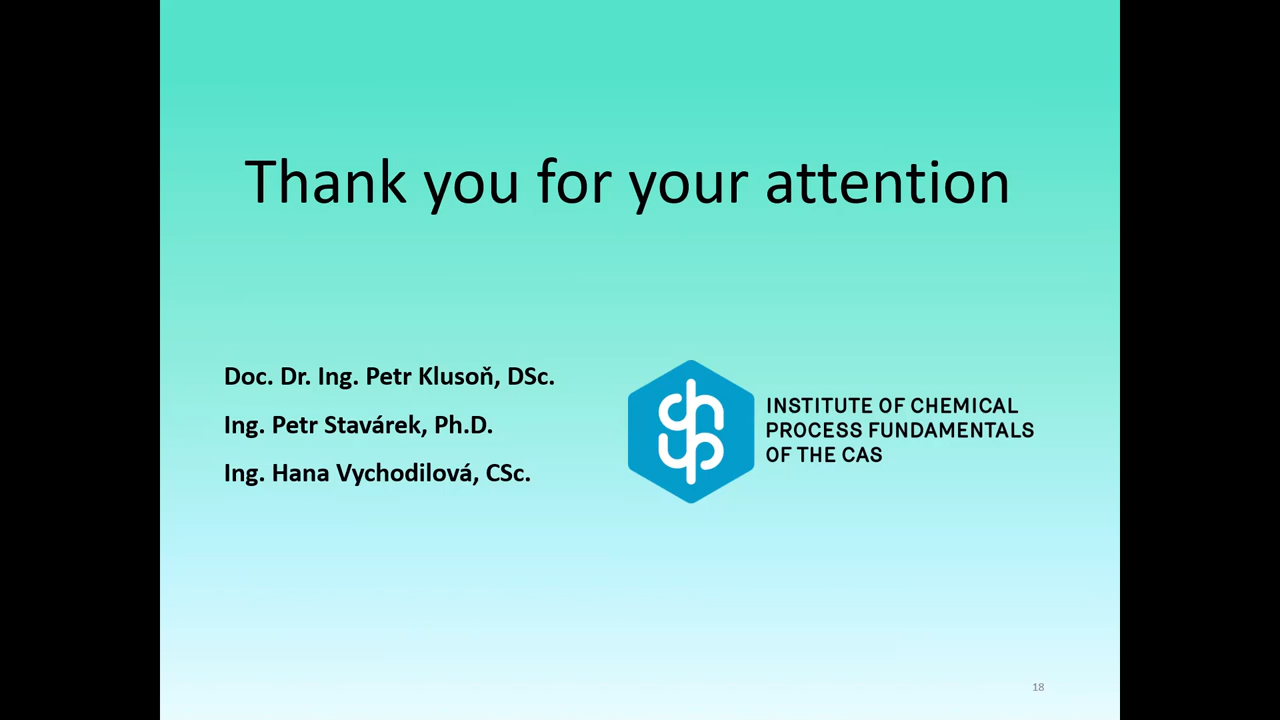 Thank you for your attention
Doc. Dr. Ing. Petr Klusoň, DSc.
Ing. Petr Stavárek, Ph.D.
Ing. Hana Vychodilová, CSc.
INSTITUTE OF CHEMICAL
PROCESS FUNDAMENTALS
OF THE CAS
18